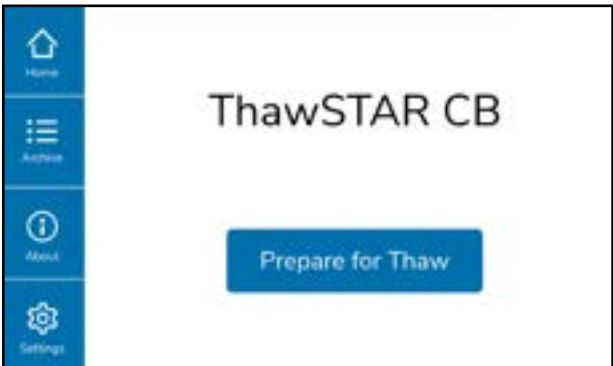 Home
ThawSTAR CB
Archive
About
Prepare for Thaw
Settings